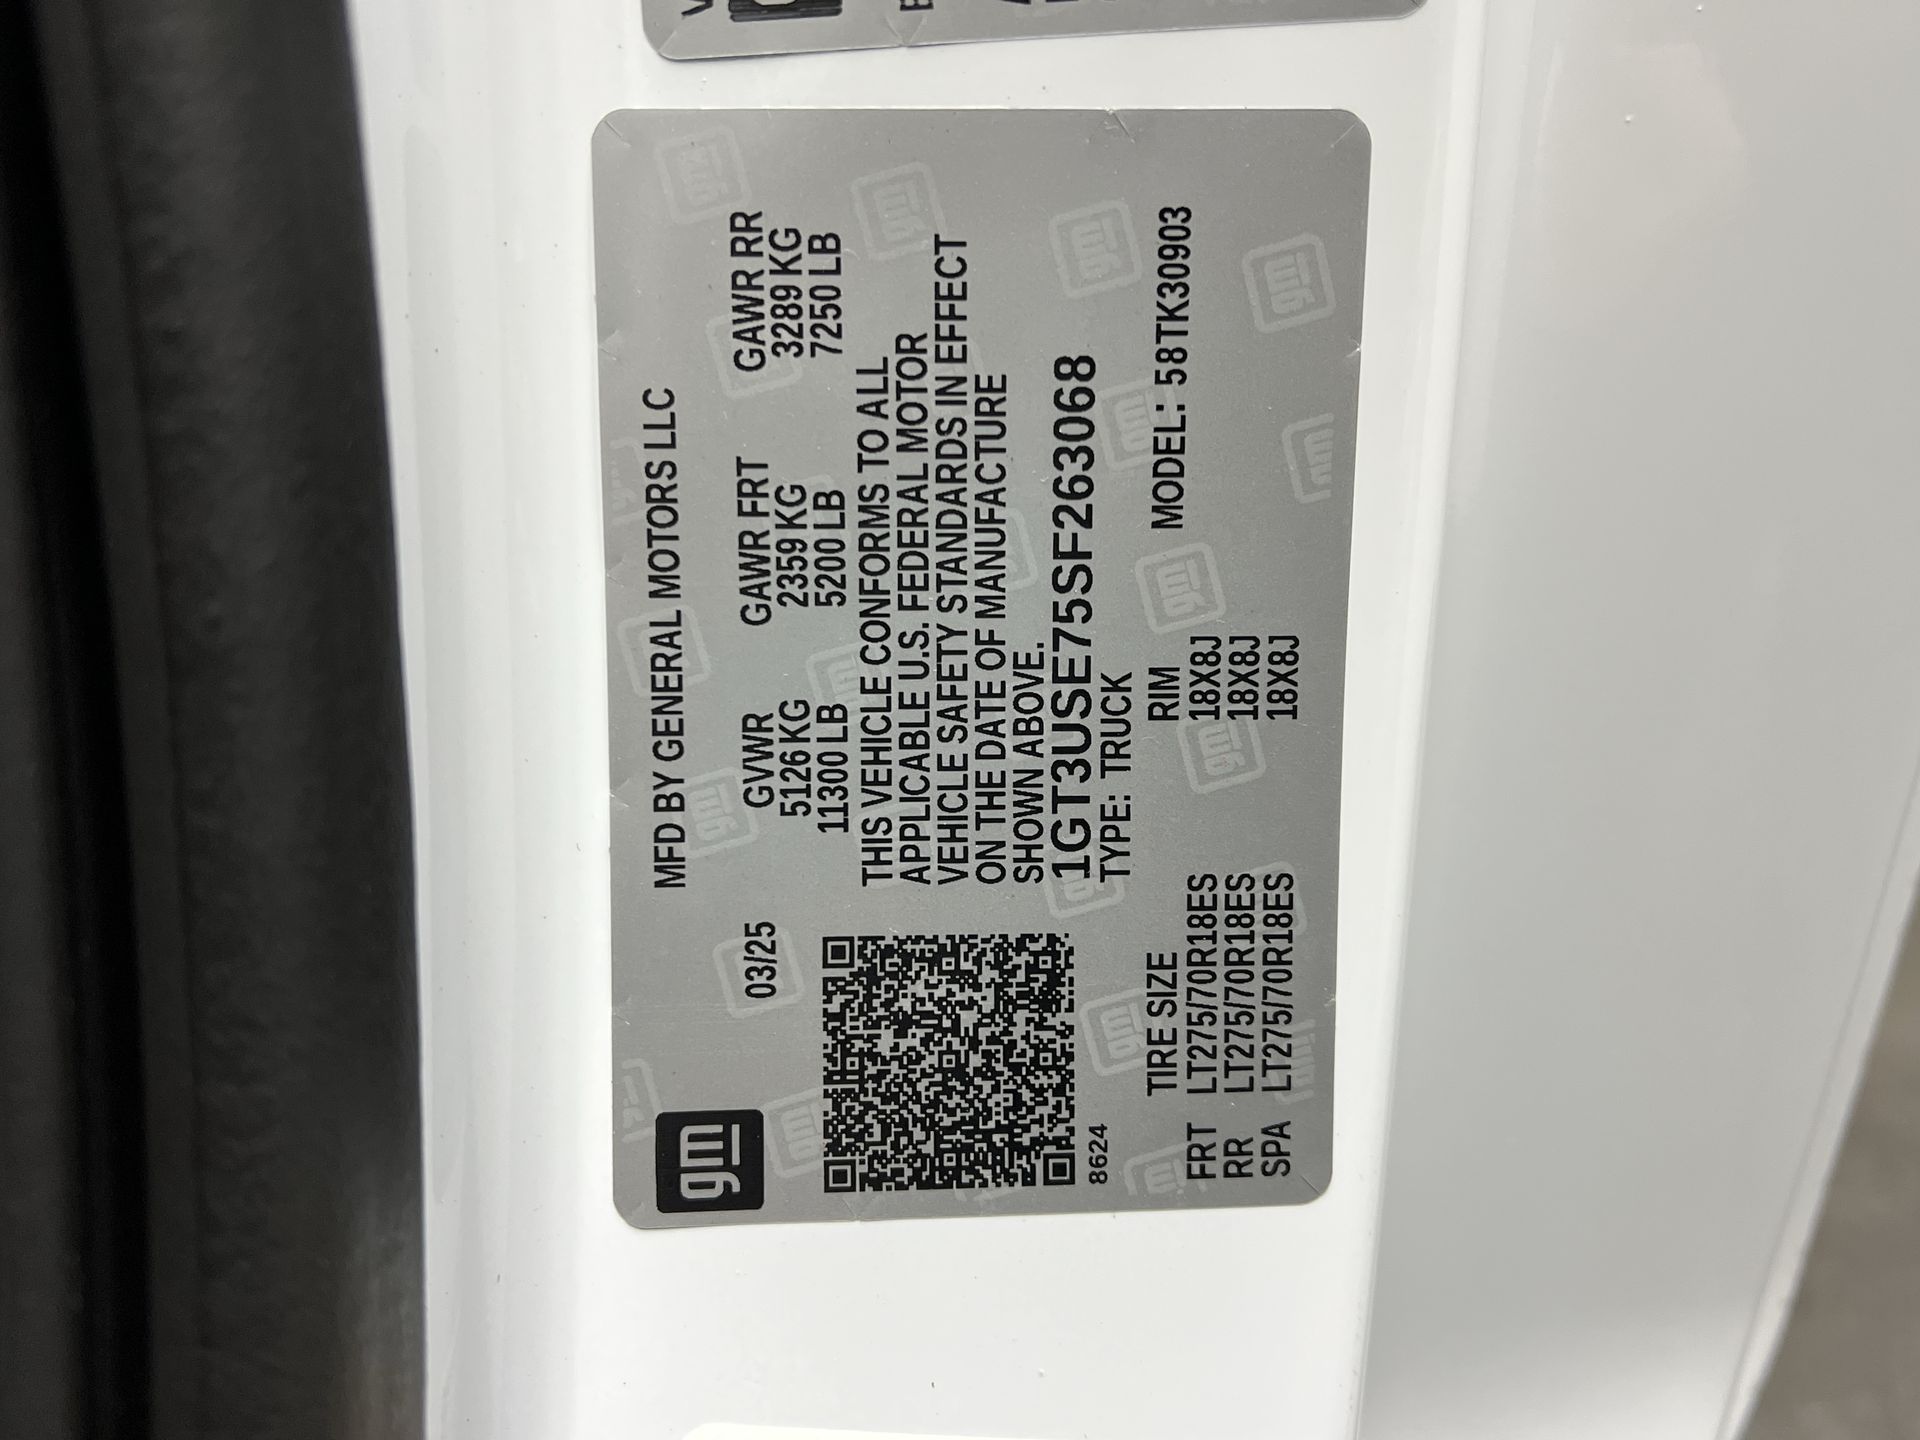 gm
MFD BY GENERAL MOTORS LLC
03/25 GVWR GAWR FRT GAWR RR
5126 KG 2359 KG 3289 KG
11300 LB 5200 LB 7250 LB
THIS VEHICLE CONFORMS TO ALL
APPLICABLE U.S. FEDERAL MOTOR
VEHICLE SAFETY STANDARDS IN EFFECT
ON THE DATE OF MANUFACTURE
SHOWN ABOVE.
1GT3USE75SF263068
8624 TYPE: TRUCK
TIRE SIZE RIM MODEL: 58TK30903
FRT LT275/70R18ES 18X8J
RR LT275/70R18ES 18X8J
SPA LT275/70R18ES 18X8J